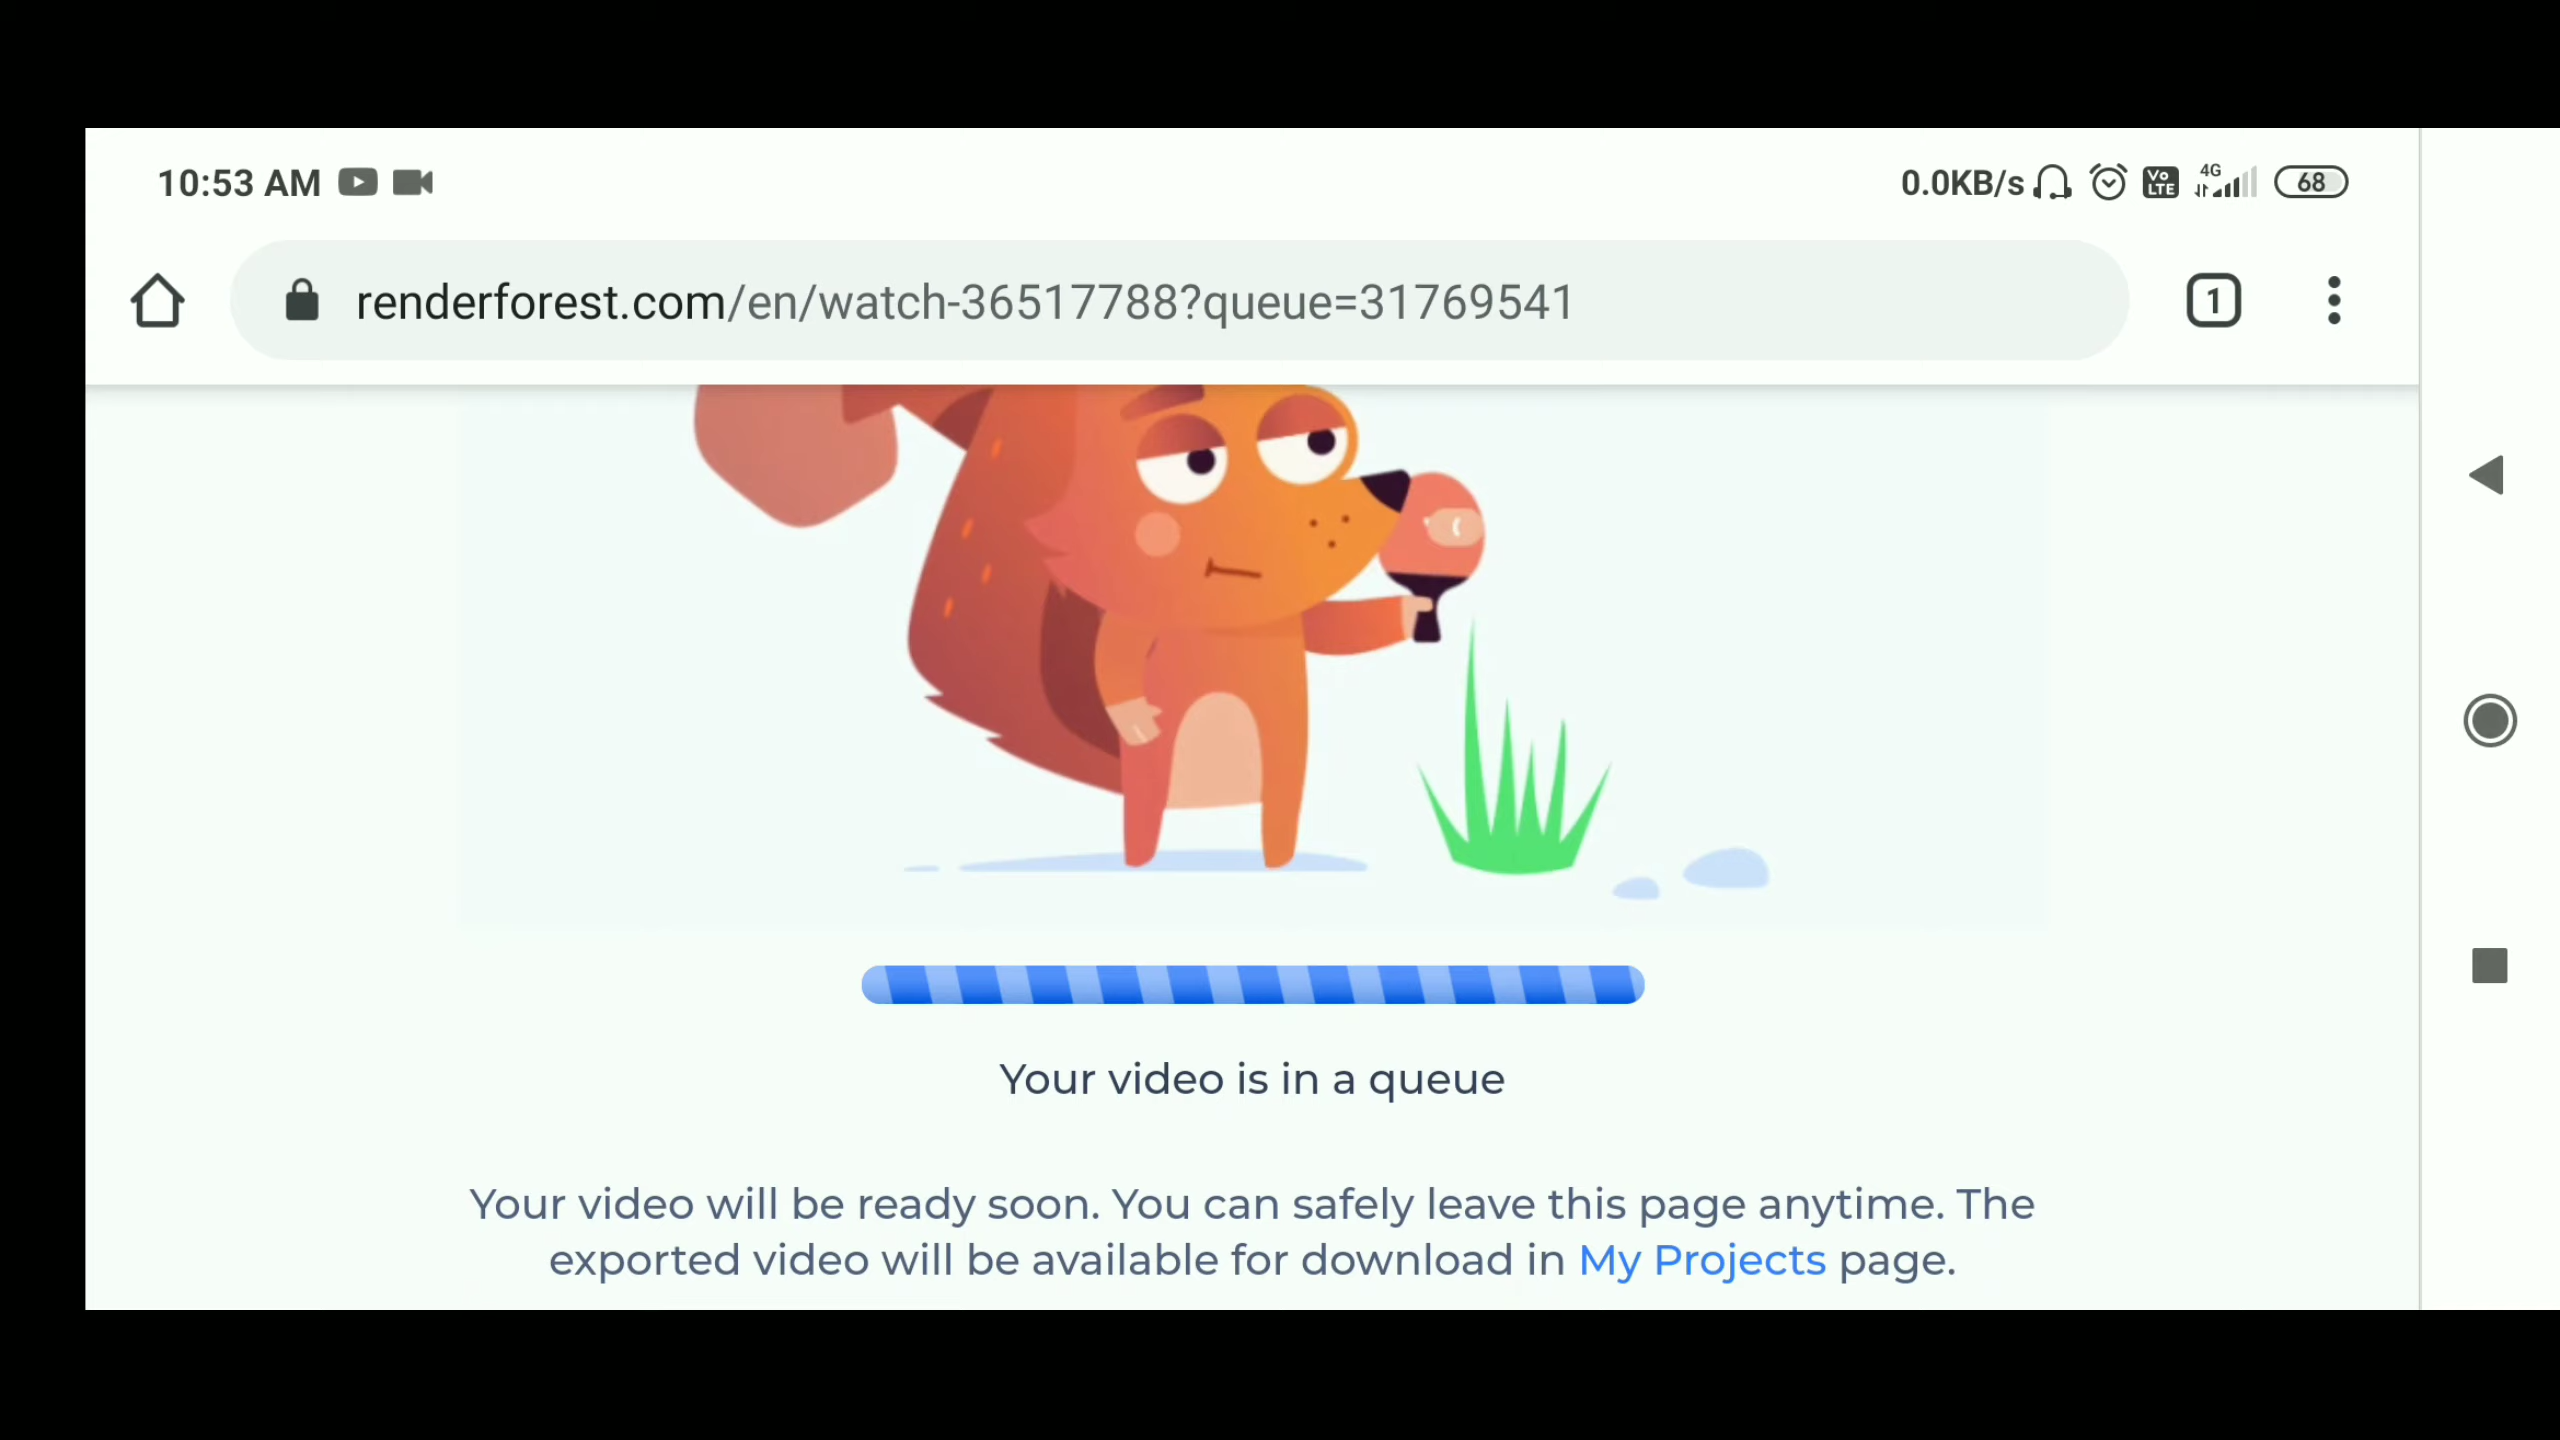 10:53 AM 0.0KB/s Vo LTE 4G 68
renderforest.com/en/watch-36517788?queue=31769541 1
Your video is in a queue
Your video will be ready soon. You can safely leave this page anytime. The
exported video will be available for download in My Projects page.